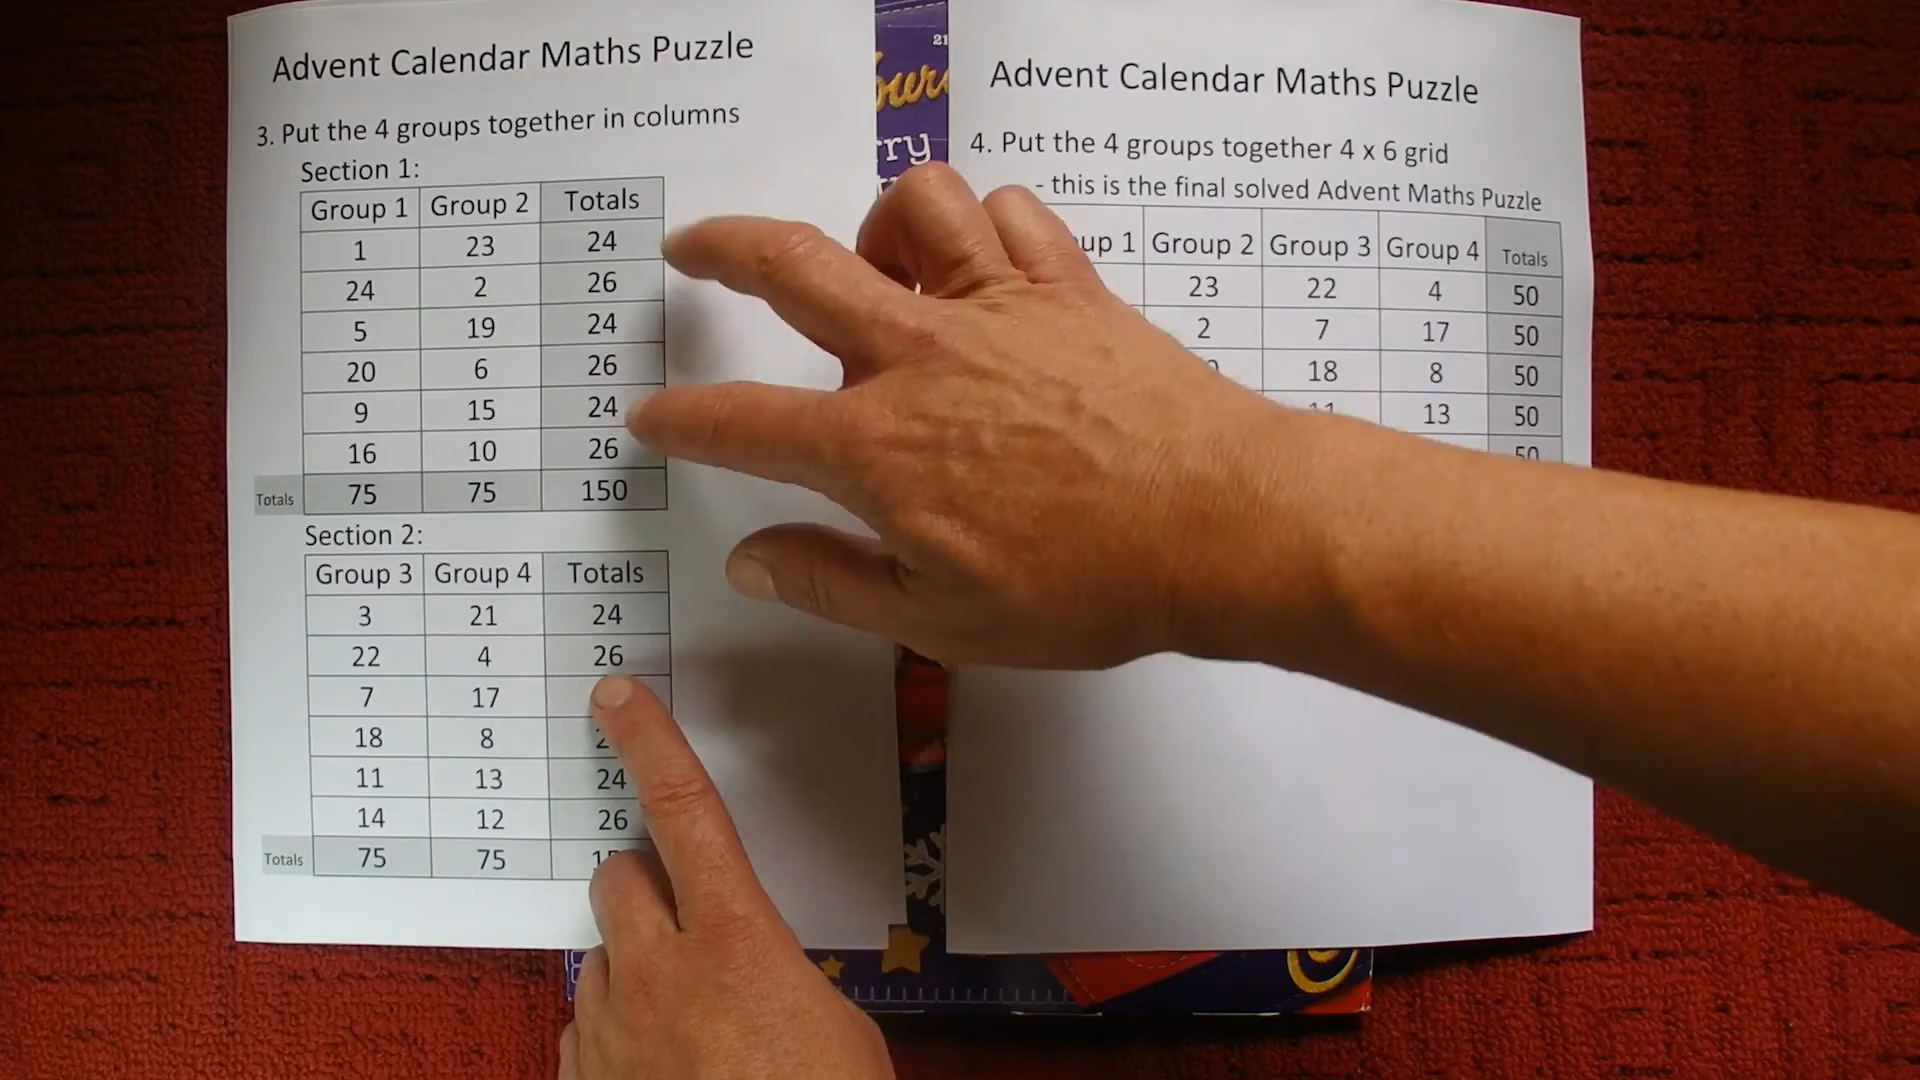 Advent Calendar Maths Puzzle
3. Put the 4 groups together in columns
Section 1:
Group 1 Group 2 Totals
1 23 24
24 2 26
5 19 24
20 6 26
9 15 24
16 10 26
Totals 75 75 150
Section 2:
Group 3 Group 4 Totals
3 21 24
22 4 26
7 17
18 8
11 13 24
14 12 26
Totals 75 75
21
Advent Calendar Maths Puzzle
4. Put the 4 groups together 4 x 6 grid
- this is the final solved Advent Maths Puzzle
up 1 Group 2 Group 3 Group 4 Totals
23 22 4 50
2 7 17 50
18 8 50
13 50